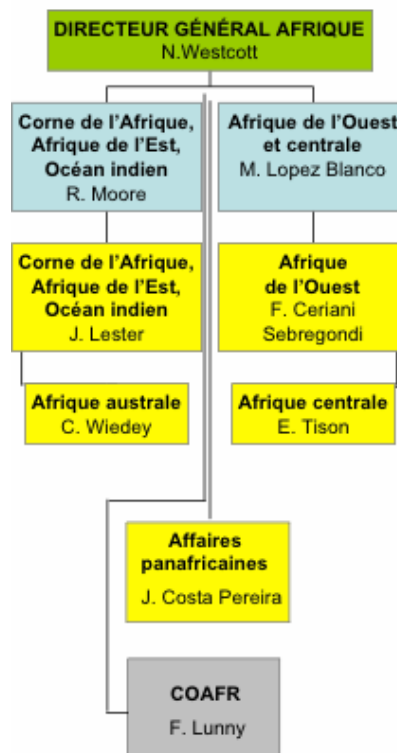 DIRECTEUR GÉNÉRAL AFRIQUE
N.Westcott
Corne de l'Afrique,
Afrique de l'Est,
Océan indien
R. Moore
Afrique de l'Ouest
et centrale
M. Lopez Blanco
Corne de l'Afrique,
Afrique de l'Est,
Océan indien
J. Lester
Afrique
de l'Ouest
F. Ceriani
Sebregondi
Afrique australe
C. Wiedey
Afrique centrale
E. Tison
Affaires
panafricaines
J. Costa Pereira
COAFR
F. Lunny